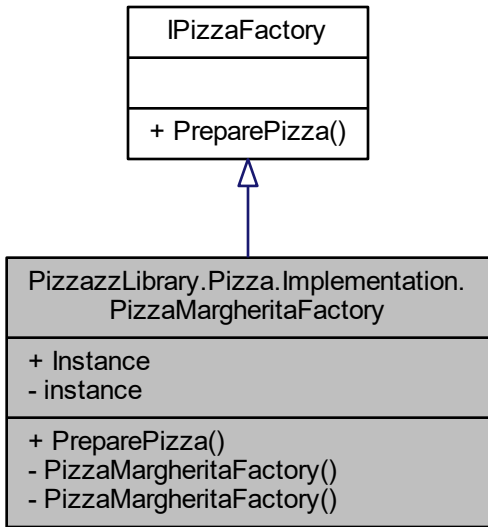 IPizzaFactory
+ PreparePizza()
PizzazzLibrary.Pizza.Implementation.
PizzaMargheritaFactory
+ Instance
- instance
+ PreparePizza()
- PizzaMargheritaFactory()
- PizzaMargheritaFactory()